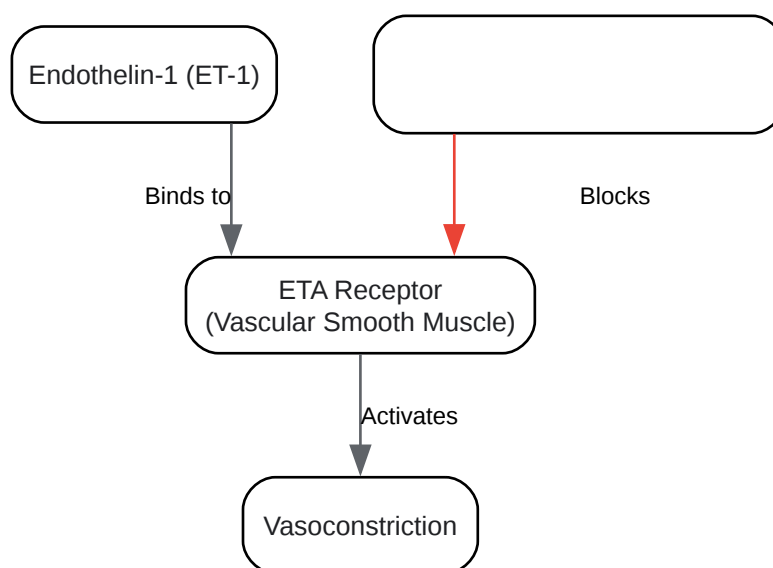 Endothelin-1 (ET-1)
Binds to
Blocks
ETA Receptor
(Vascular Smooth Muscle)
Activates
Vasoconstriction